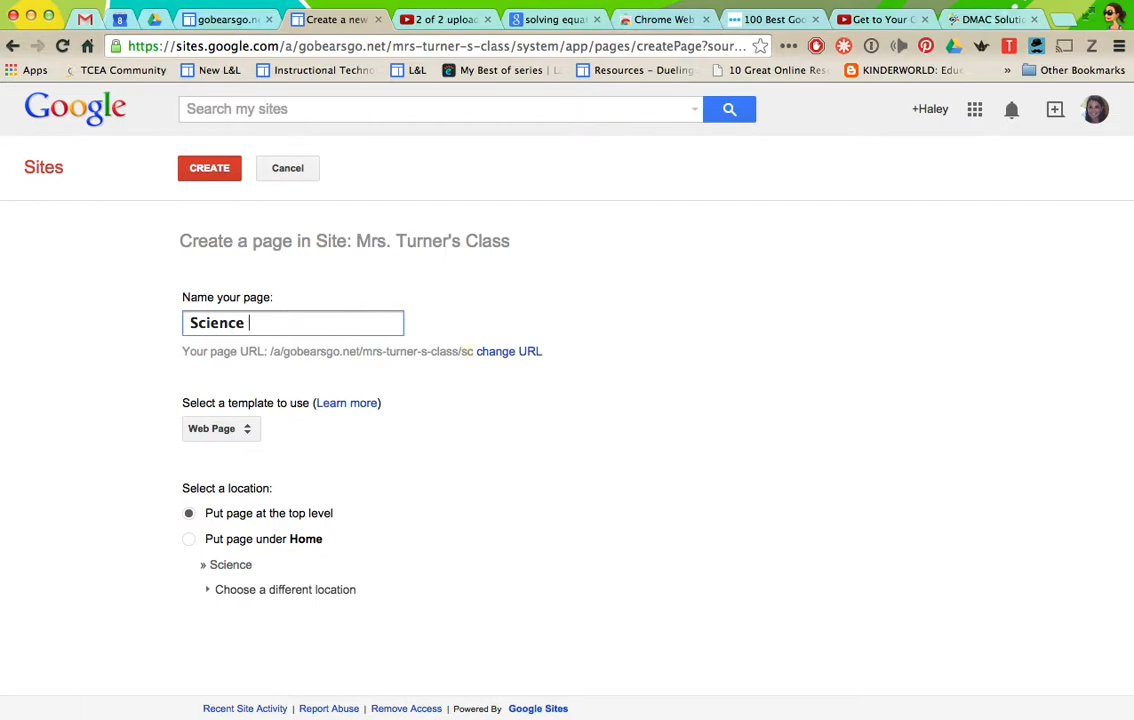 gobearsgo.n
Create a new
2 of 2 upload
solving equa
Chrome Web
100 Best Goo
Get to Your C
DMAC Solutio
https://sites.google.com/a/gobearsgo.net/mrs-turner-s-class/system/app/pages/createPage?sour...
Apps
TCEA Community
New L&L
Instructional Techno
L&L
My Best of series | L
Resources – Dueling
10 Great Online Res
KINDERWORLD: Educ
»
Other Bookmarks
Google
Search my sites
+Haley
Sites
CREATE
Cancel
Create a page in Site: Mrs. Turner's Class
Name your page:
Science
Your page URL: /a/gobearsgo.net/mrs-turner-s-class/sc change URL
Select a template to use (Learn more)
Web Page
Select a location:
Put page at the top level
Put page under Home
» Science
Choose a different location
Recent Site Activity | Report Abuse | Remove Access | Powered By Google Sites